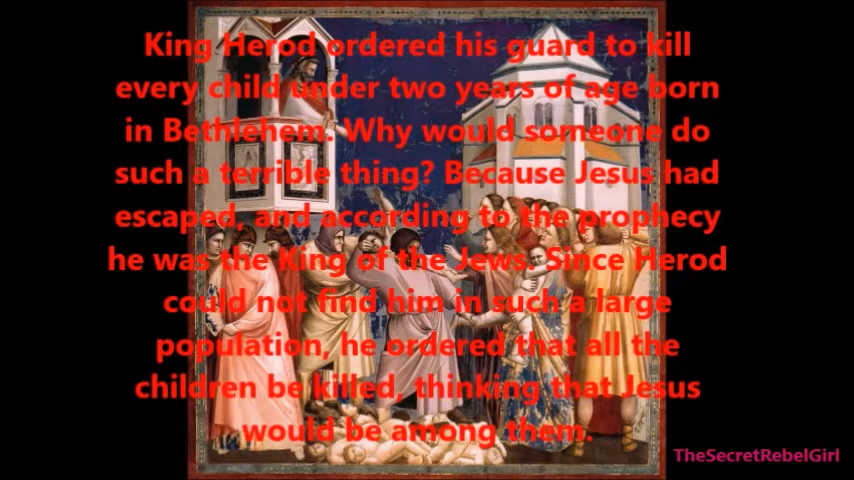 King Herod ordered his guard to kill
every child under two years of age born
in Bethlehem. Why would someone do
such a terrible thing? Because Jesus had
escaped, and according to the prophecy
he was the King of the Jews. Since Herod
could not find him in such a large
population, he ordered that all the
children be killed, thinking that Jesus
would be among them.
TheSecretRebelGirl